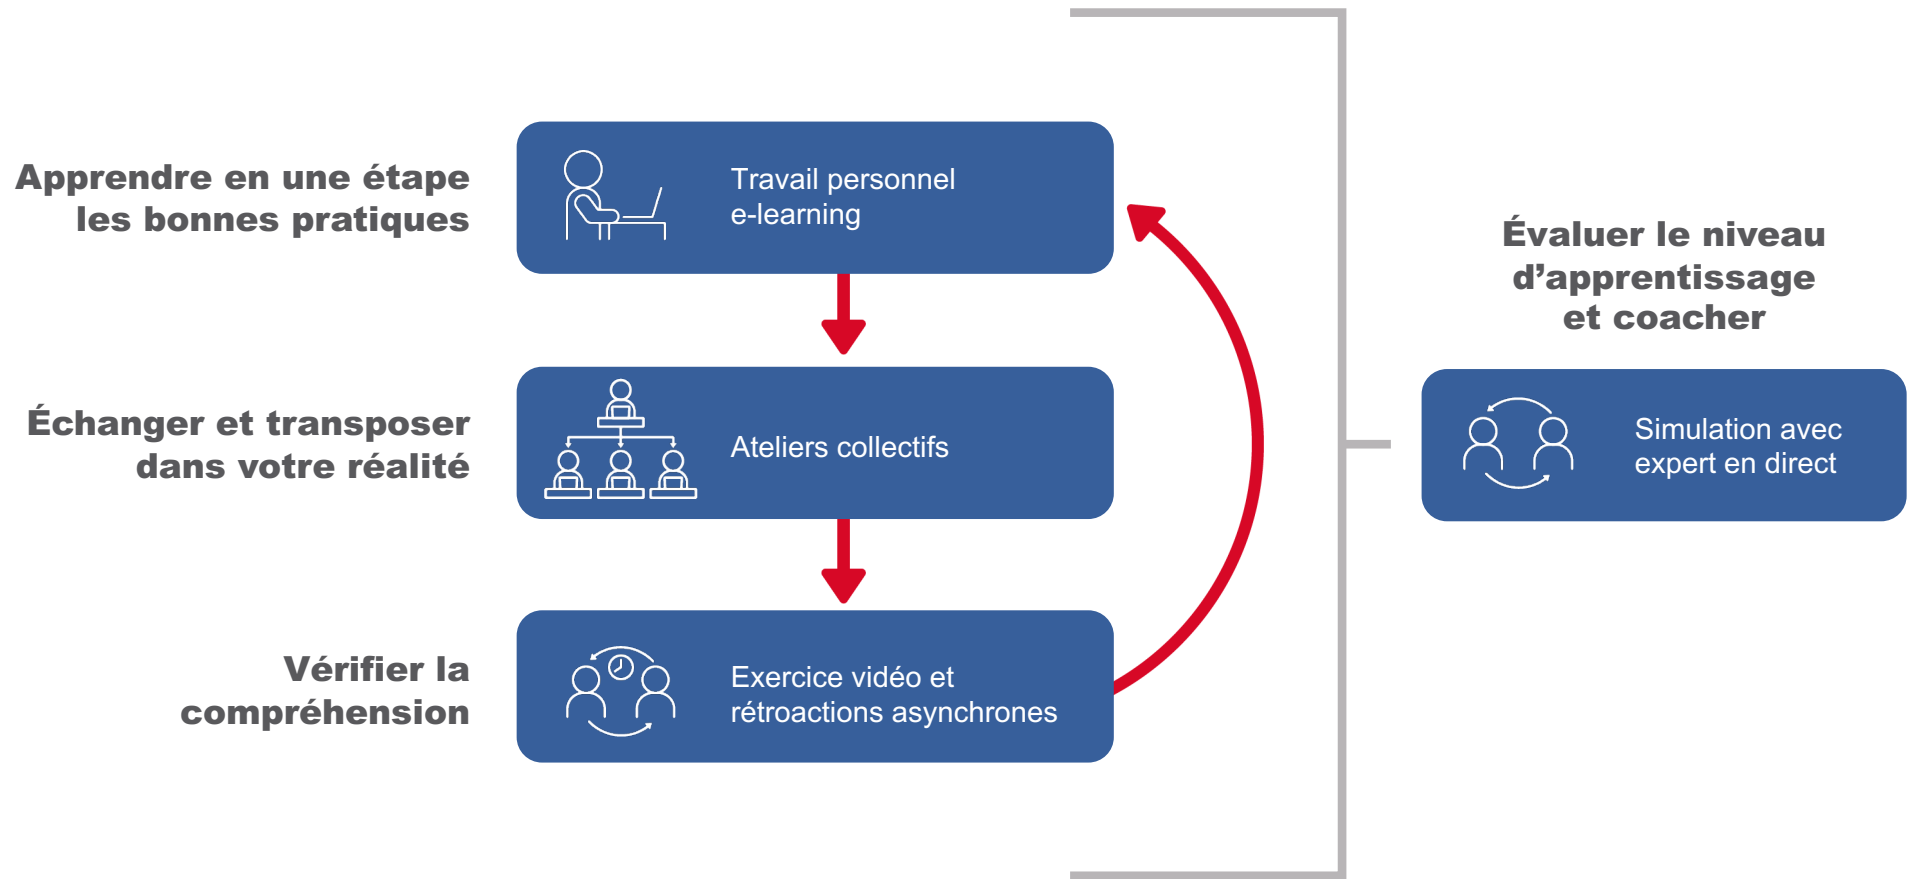 Apprendre en une étape
les bonnes pratiques
Travail personnel
e-learning
Échanger et transposer
dans votre réalité
Ateliers collectifs
Vérifier la
compréhension
Exercice vidéo et
rétroactions asynchrones
Évaluer le niveau
d’apprentissage
et coacher
Simulation avec
expert en direct